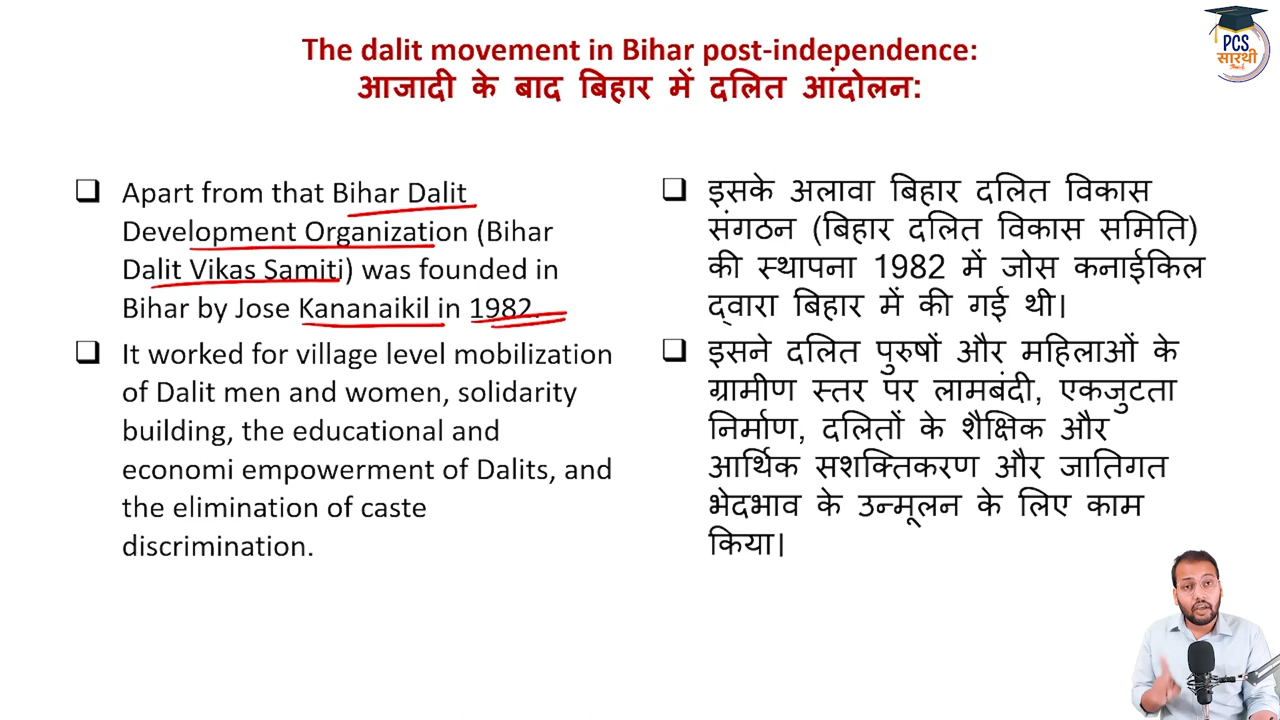 The dalit movement in Bihar post-independence:
आजादी के बाद बिहार में दलित आंदोलन:
PCS
सारथी
Apart from that Bihar Dalit
Development Organization (Bihar
Dalit Vikas Samiti) was founded in
Bihar by Jose Kananaikil in 1982.
It worked for village level mobilization
of Dalit men and women, solidarity
building, the educational and
economi empowerment of Dalits, and
the elimination of caste
discrimination.
इसके अलावा बिहार दलित विकास
संगठन (बिहार दलित विकास समिति)
की स्थापना 1982 में जोस कनाईकिल
द्वारा बिहार में की गई थी।
इसने दलित पुरुषों और महिलाओं के
ग्रामीण स्तर पर लामबंदी, एकजुटता
निर्माण, दलितों के शैक्षिक और
आर्थिक सशक्तिकरण और जातिगत
भेदभाव के उन्मूलन के लिए काम
किया।